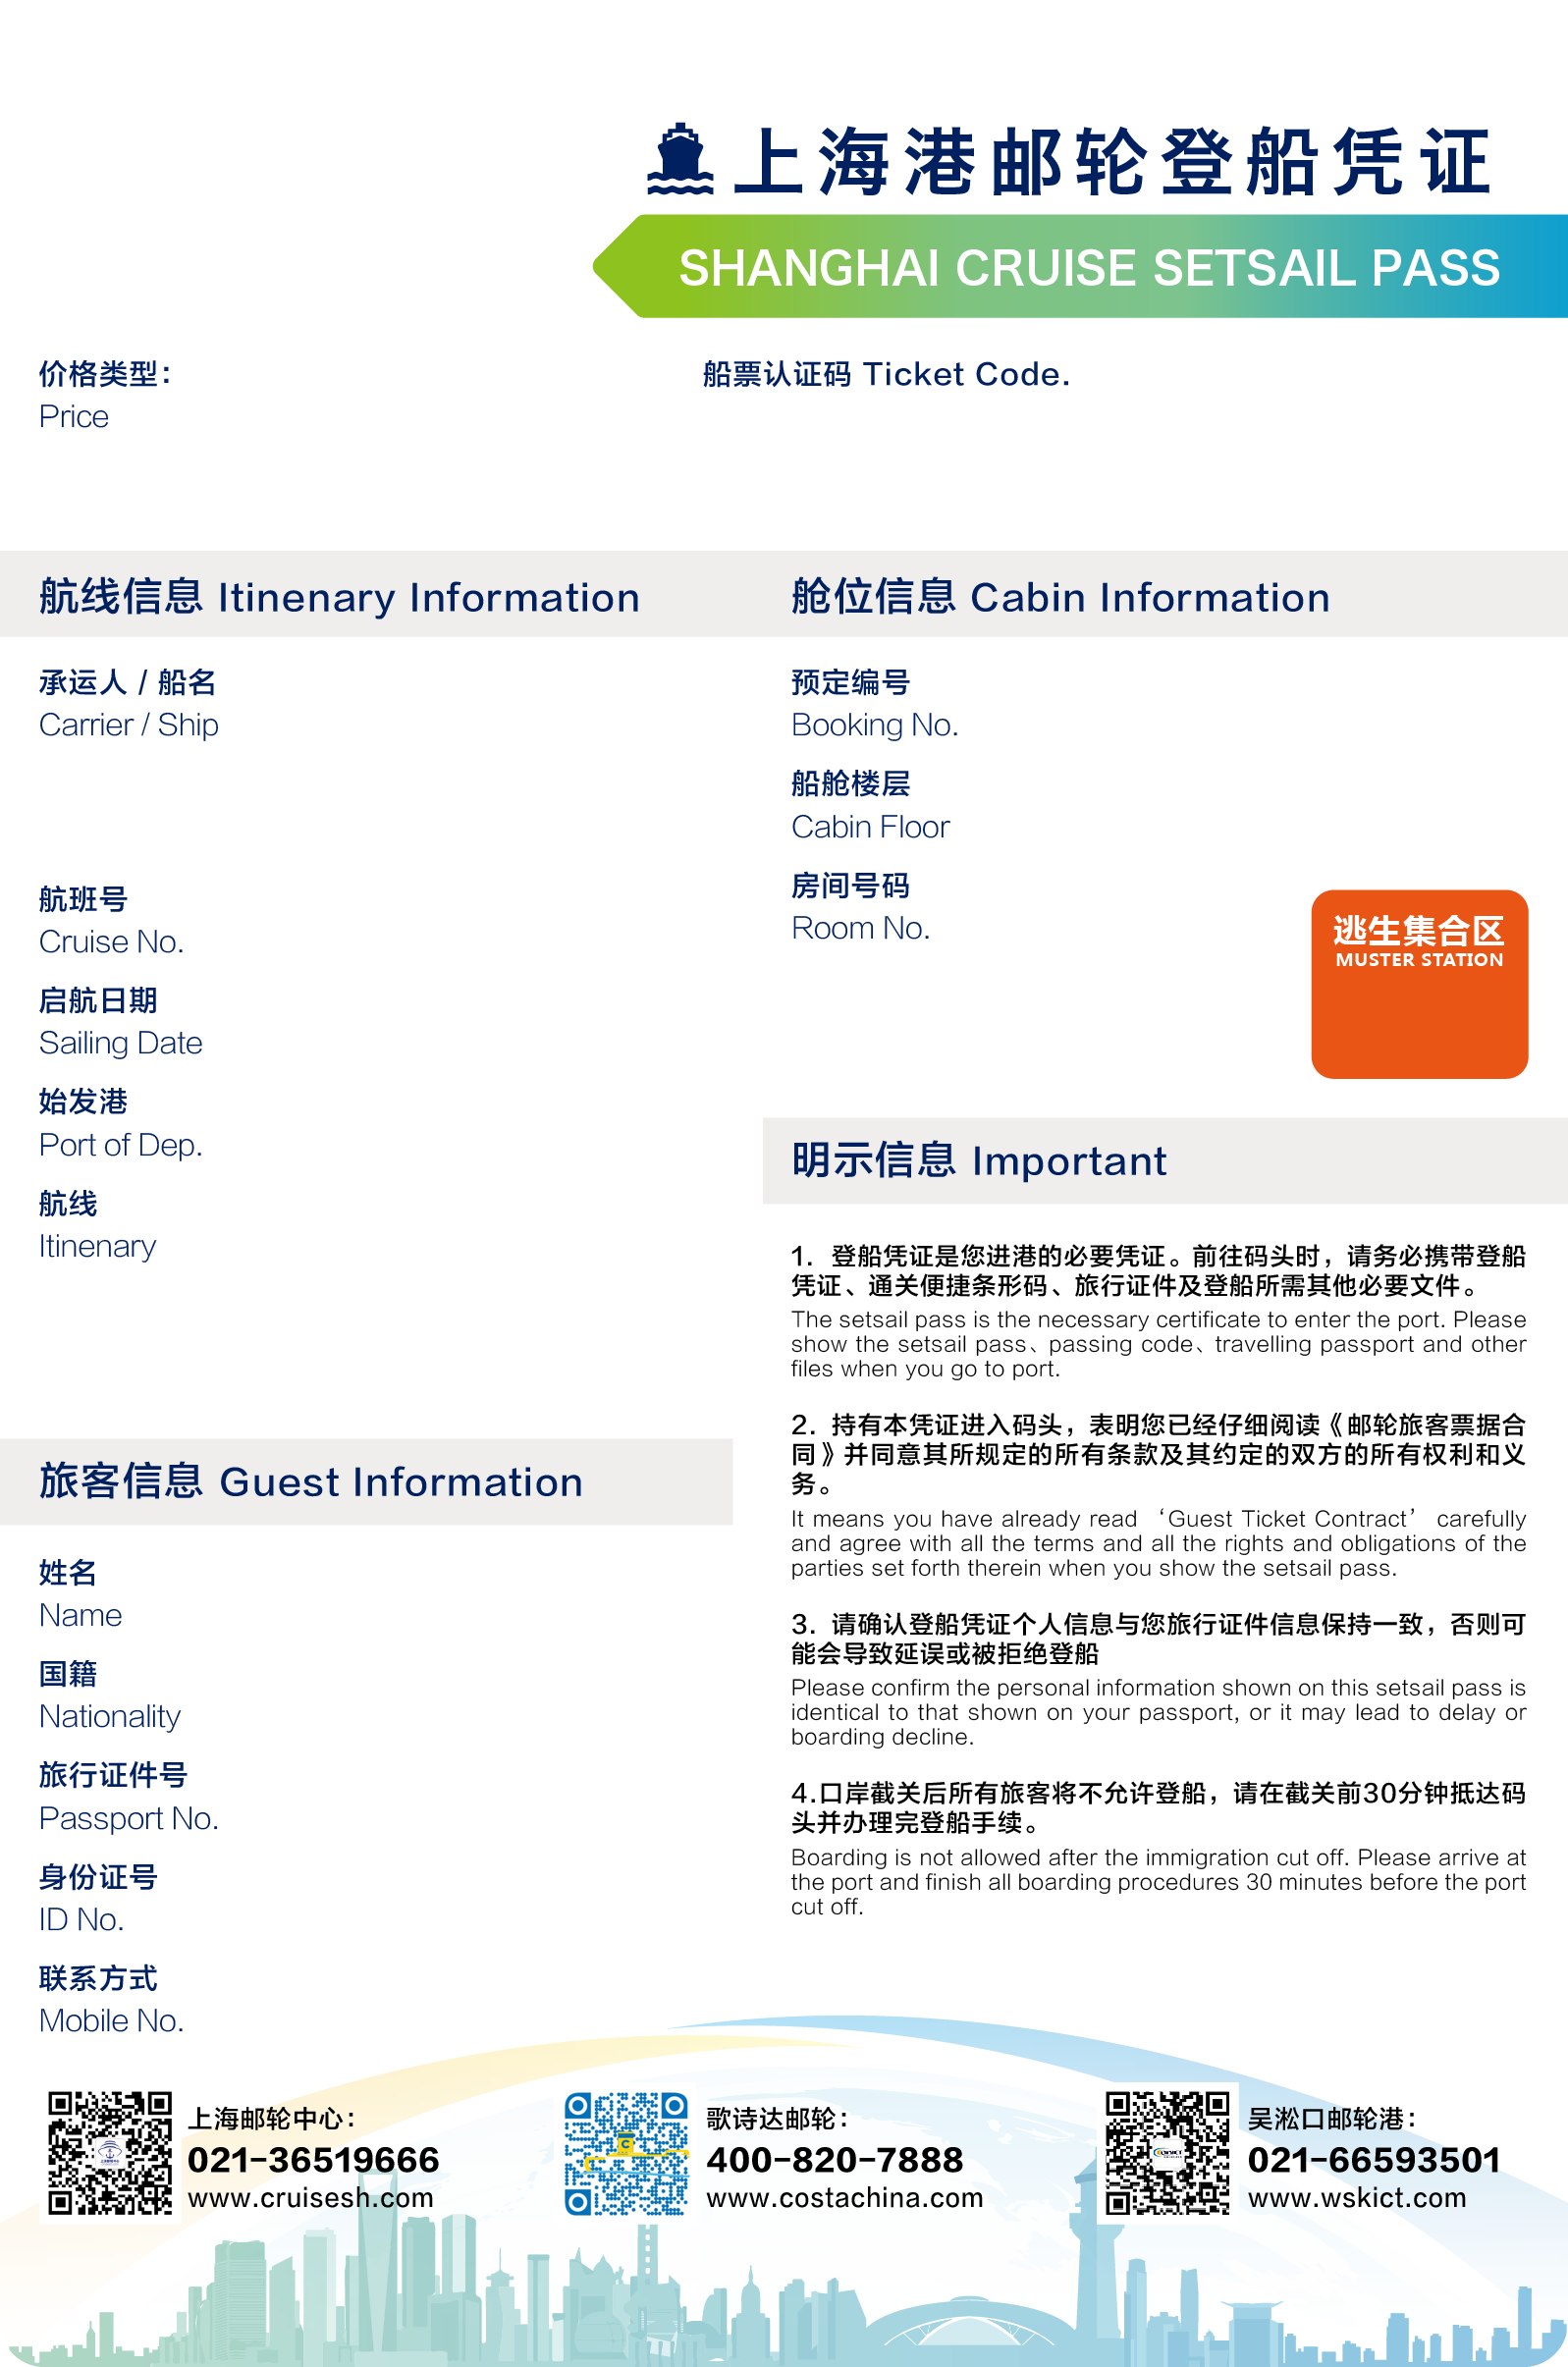 上海港邮轮登船凭证
SHANGHAI CRUISE SETSAIL PASS
价格类型：
Price
船票认证码 Ticket Code.
航线信息 Itinenary Information
承运人 / 船名
Carrier / Ship
航班号
Cruise No.
启航日期
Sailing Date
始发港
Port of Dep.
航线
Itinenary
舱位信息 Cabin Information
预定编号
Booking No.
船舱楼层
Cabin Floor
房间号码
Room No.
逃生集合区
MUSTER STATION
旅客信息 Guest Information
姓名
Name
国籍
Nationality
旅行证件号
Passport No.
身份证号
ID No.
联系方式
Mobile No.
明示信息 Important
1. 登船凭证是您进港的必要凭证。前往码头时，请务必携带登船
凭证、通关便捷条形码、旅行证件及登船所需其他必要文件。
The setsail pass is the necessary certificate to enter the port. Please
show the setsail pass、passing code、travelling passport and other
files when you go to port.
2. 持有本凭证进入码头，表明您已经仔细阅读《邮轮旅客票据合
同》并同意其所规定的所有条款及其约定的双方的所有权利和义
务。
It means you have already read ‘Guest Ticket Contract’ carefully
and agree with all the terms and all the rights and obligations of the
parties set forth therein when you show the setsail pass.
3. 请确认登船凭证个人信息与您旅行证件信息保持一致，否则可
能会导致延误或被拒绝登船
Please confirm the personal information shown on this setsail pass is
identical to that shown on your passport, or it may lead to delay or
boarding decline.
4.口岸截关后所有旅客将不允许登船，请在截关前30分钟抵达码
头并办理完登船手续。
Boarding is not allowed after the immigration cut off. Please arrive at
the port and finish all boarding procedures 30 minutes before the port
cut off.
上海邮轮中心：
021-36519666
www.cruisesh.com
歌诗达邮轮：
400-820-7888
www.costachina.com
吴淞口邮轮港：
021-66593501
www.wskict.com